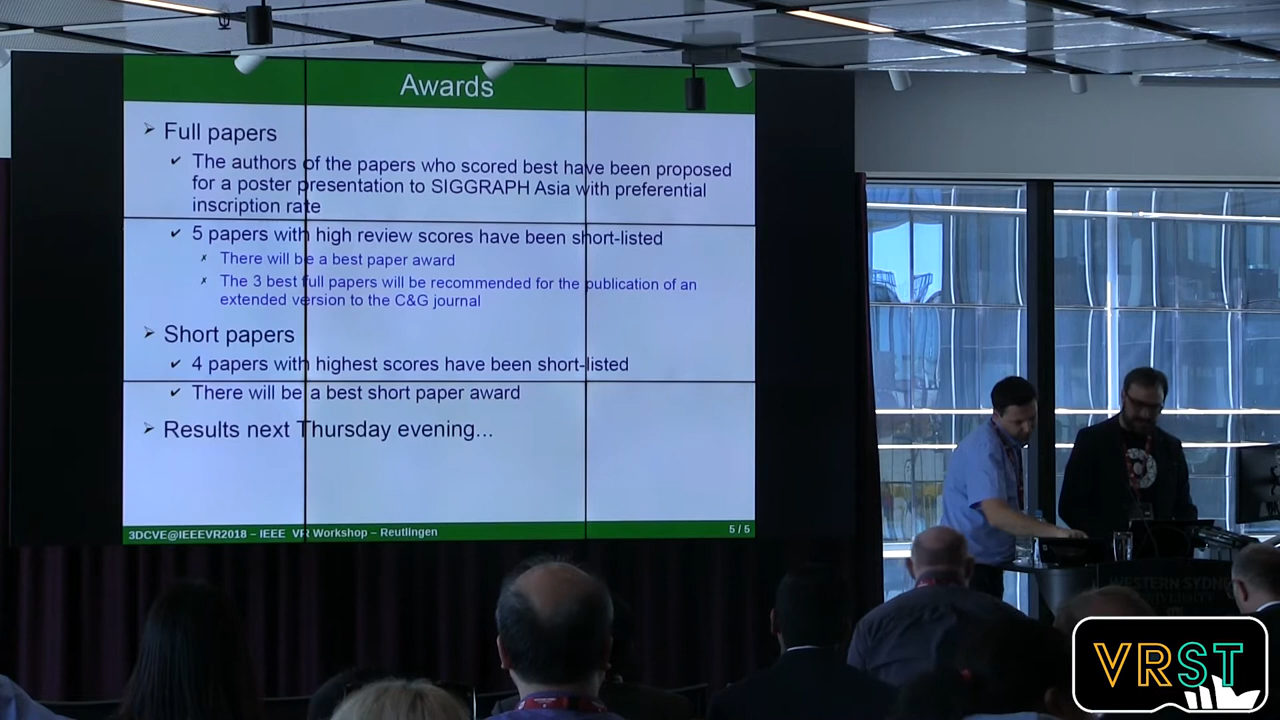 Awards
Full papers
The authors of the papers who scored best have been proposed
for a poster presentation to SIGGRAPH Asia with preferential
inscription rate
5 papers with high review scores have been short-listed
There will be a best paper award
The 3 best full papers will be recommended for the publication of an
extended version to the C&G journal
Short papers
4 papers with highest scores have been short-listed
There will be a best short paper award
Results next Thursday evening...
3DCVE@IEEEVR2018 – IEEE VR Workshop – Reutlingen
5 / 5
WESTERN SYDNE
VRST